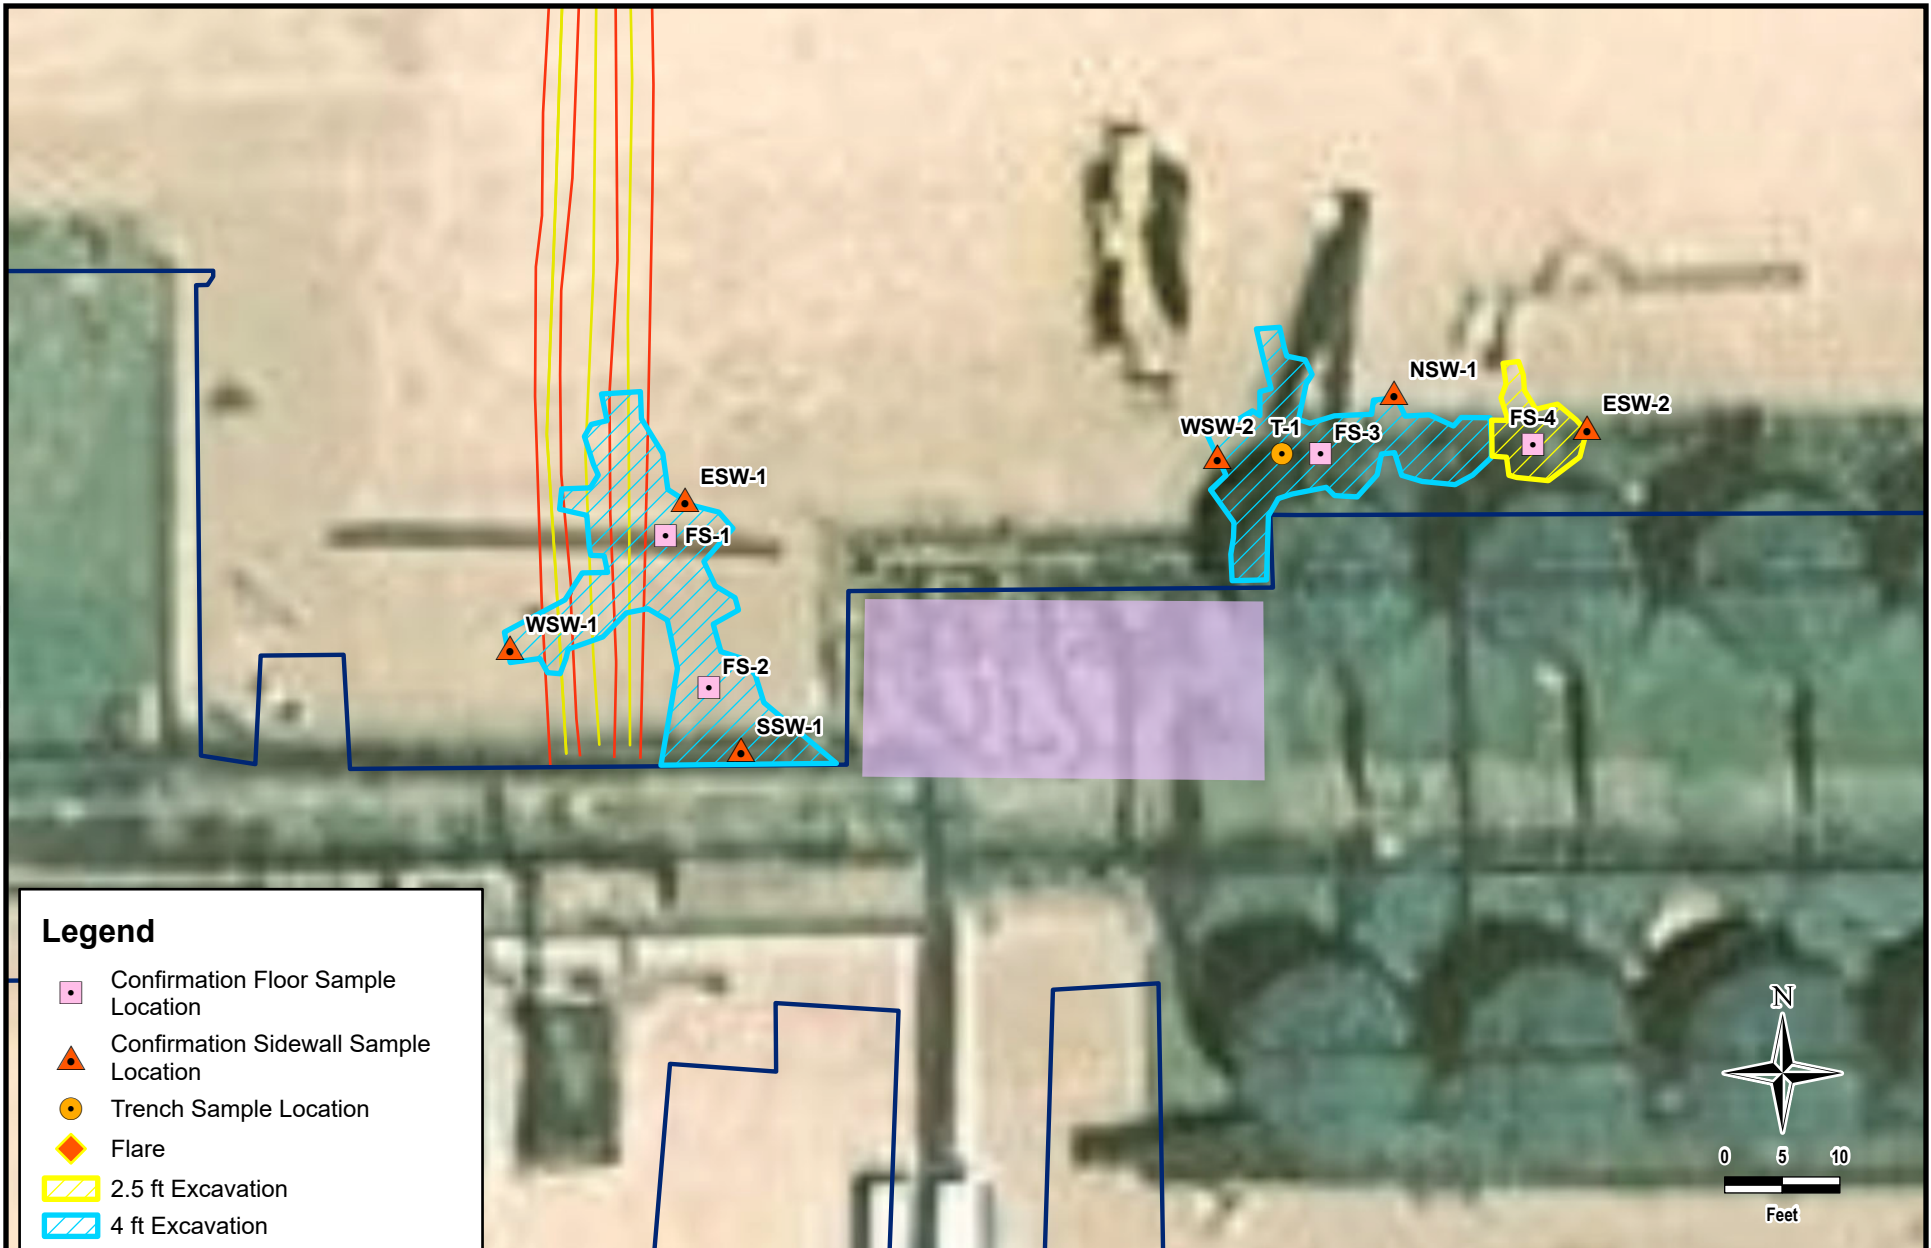 NSW-1
ESW-2
FS-4
WSW-2
T-1
FS-3
ESW-1
FS-1
WSW-1
FS-2
SSW-1
Legend
Confirmation Floor Sample
Location
Confirmation Sidewall Sample
Location
Trench Sample Location
Flare
2.5 ft Excavation
4 ft Excavation
N
0 5 10
Feet